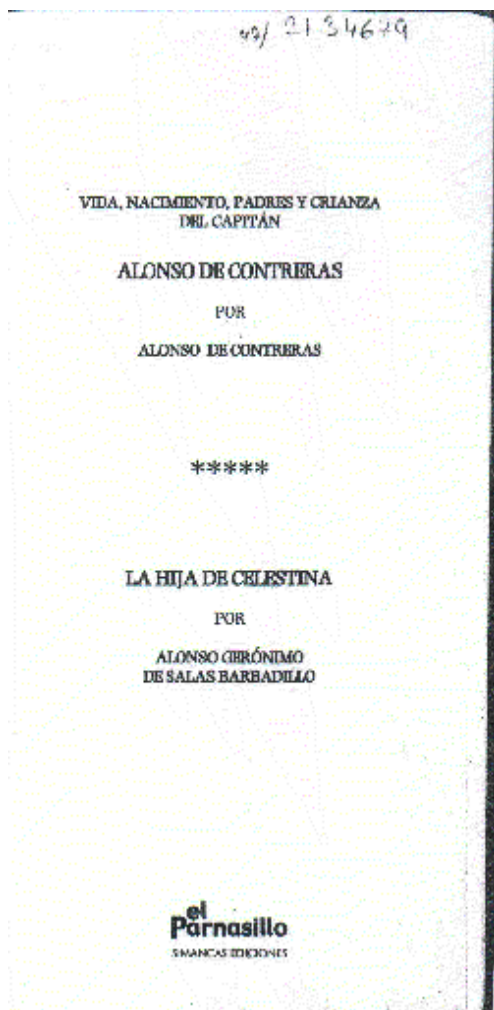 2134679
VIDA, NACIMIENTO, PADRES Y CRIANZA
DEL CAPITÁN
ALONSO DE CONTRERAS
POR
ALONSO DE CONTRERAS
*****
LA HIJA DE CELESTINA
POR
ALONSO GERÓNIMO
DE SALAS BARBADILLO
el
Parnasillo
SIMANCAS EDICIONES